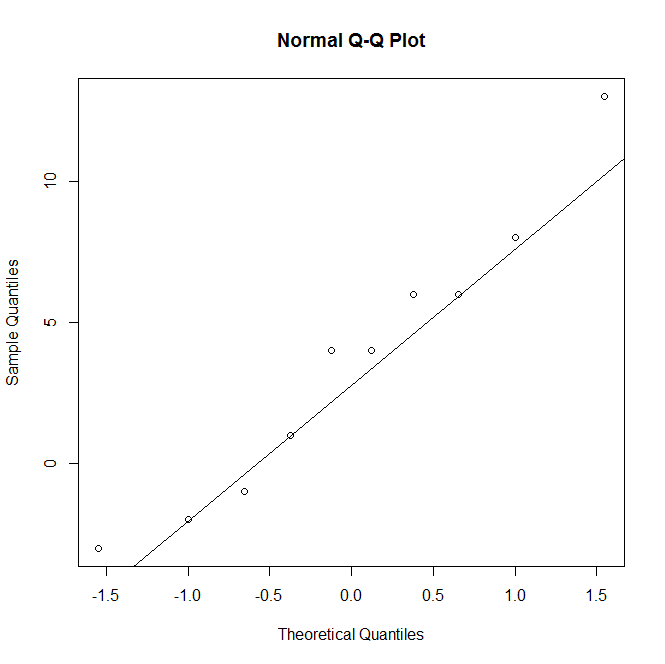 Normal Q-Q Plot
Sample Quantiles
10
5
0
-1.5 -1.0 -0.5 0.0 0.5 1.0 1.5
Theoretical Quantiles